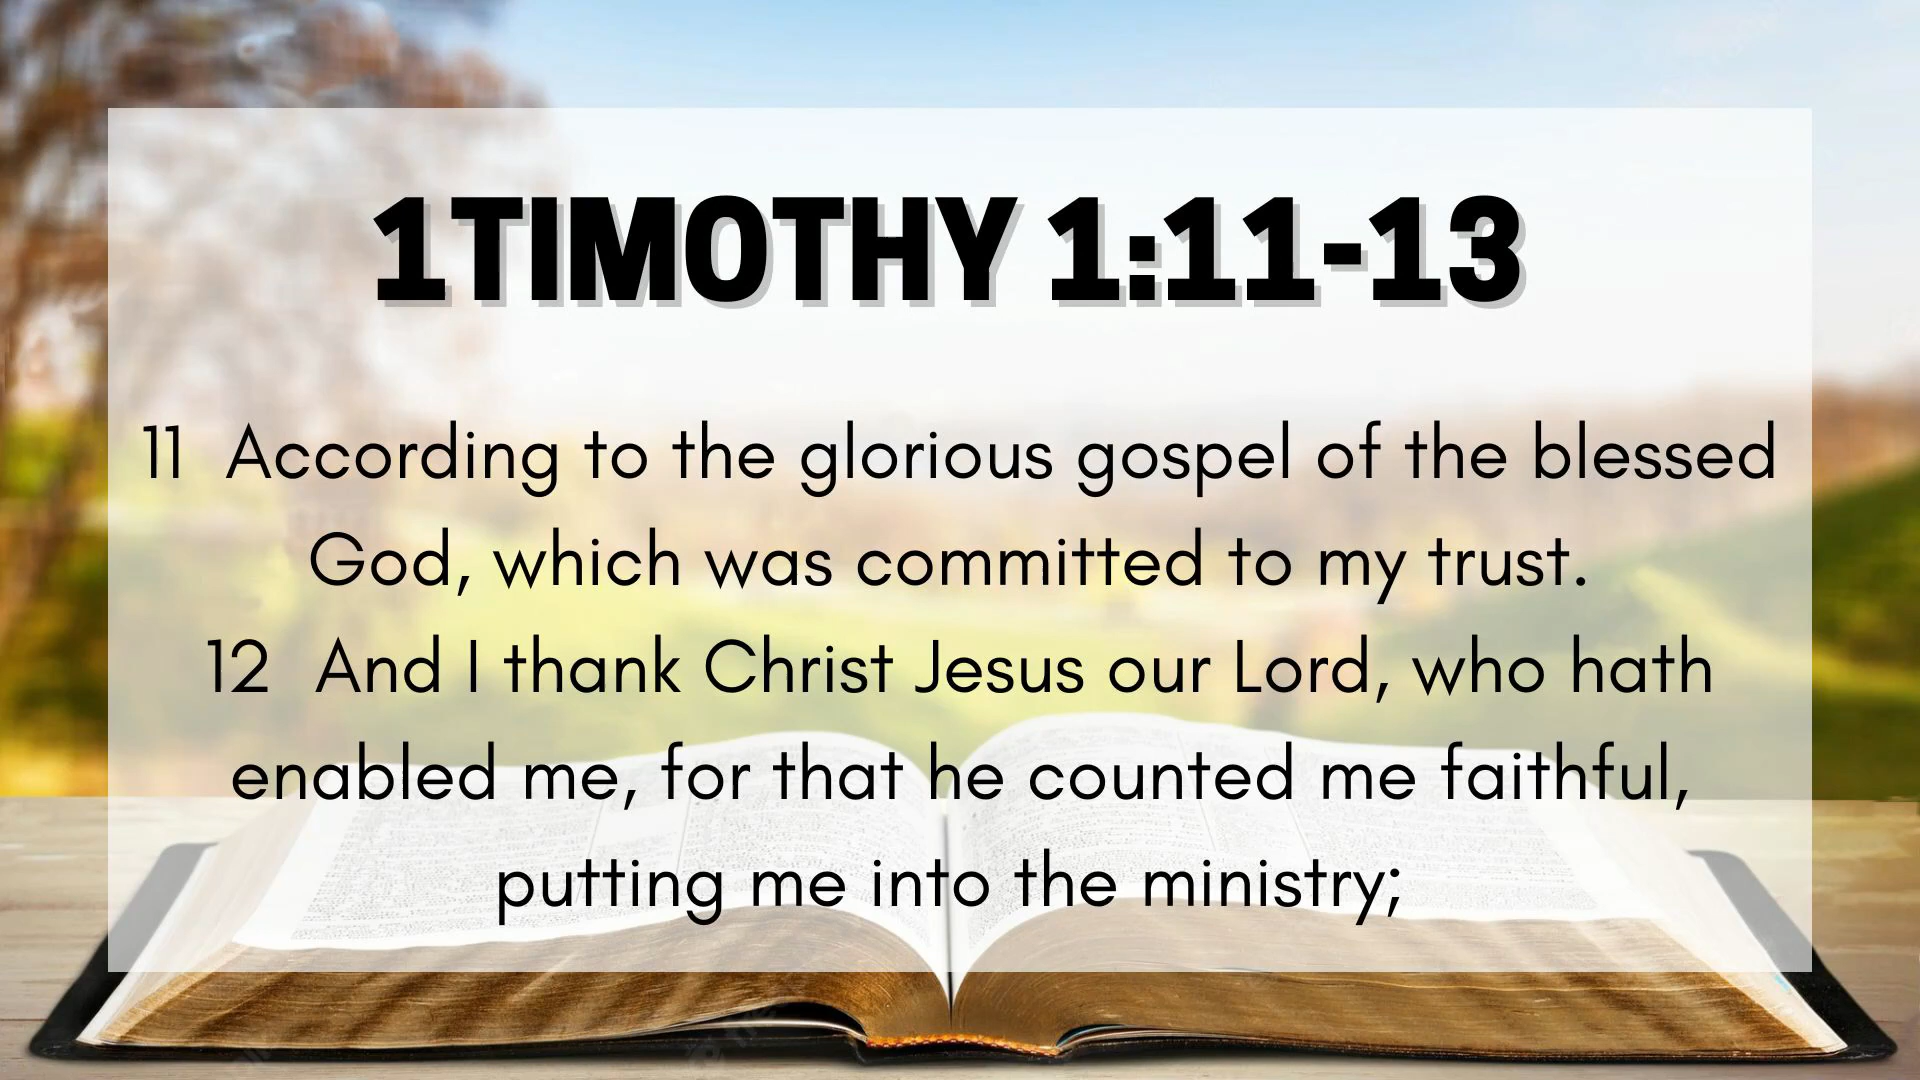 1TIMOTHY 1:11-13
11 According to the glorious gospel of the blessed
God, which was committed to my trust.
12 And I thank Christ Jesus our Lord, who hath
enabled me, for that he counted me faithful,
putting me into the ministry;